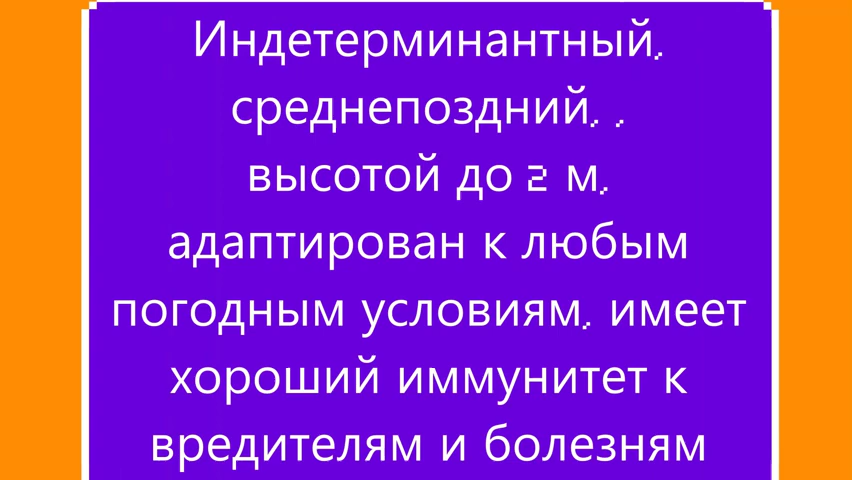 Индетерминантный,
среднепоздний, ,
высотой до 2 м,
адаптирован к любым
погодным условиям, имеет
хороший иммунитет к
вредителям и болезням